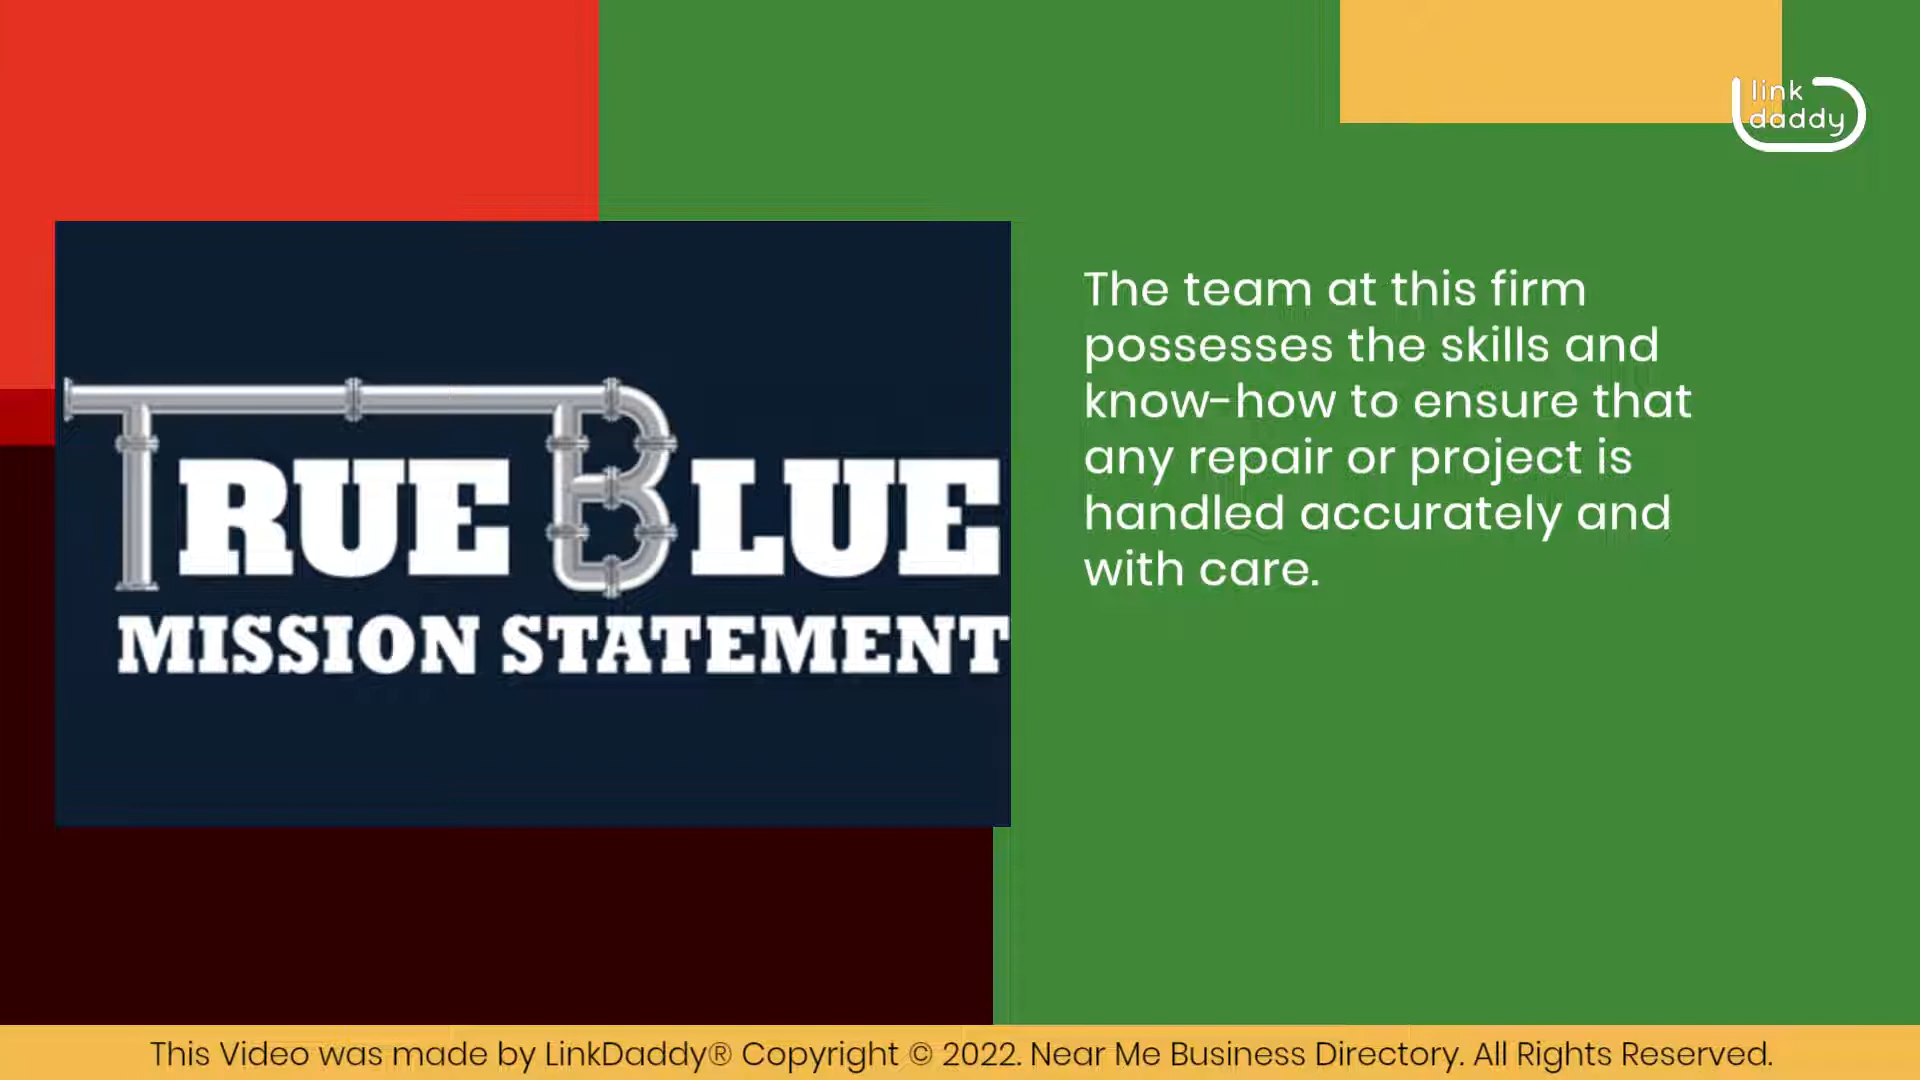 link
daddy
The team at this firm
possesses the skills and
know-how to ensure that
any repair or project is
handled accurately and
with care.
TRUE BLUE
MISSION STATEMENT
This Video was made by LinkDaddy® Copyright © 2022. Near Me Business Directory. All Rights Reserved.